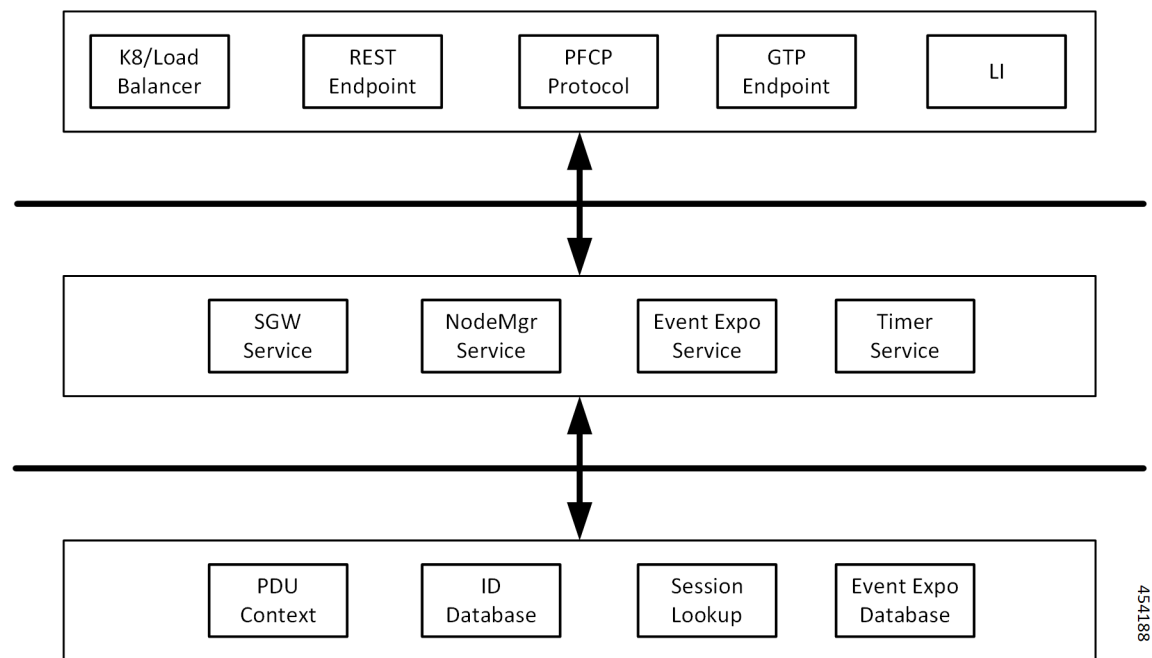 K8/Load
Balancer
REST
Endpoint
PFCP
Protocol
GTP
Endpoint
LI
SGW
Service
NodeMgr
Service
Event Expo
Service
Timer
Service
PDU
Context
ID
Database
Session
Lookup
Event Expo
Database
454188